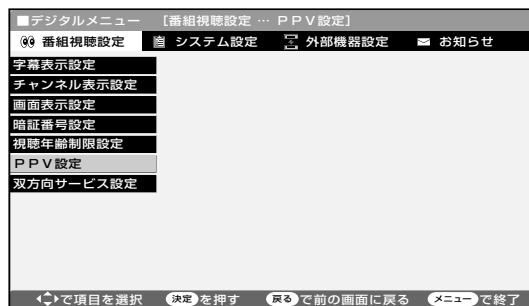 ■デジタルメニュー ［番組視聴設定 … ＰＰＶ設定］
番組視聴設定 システム設定 外部機器設定 お知らせ
字幕表示設定
チャンネル表示設定
画面表示設定
暗証番号設定
視聴年齢制限設定
ＰＰＶ設定
双方向サービス設定
で項目を選択 決定を押す 戻るで前の画面に戻る メニューで終了